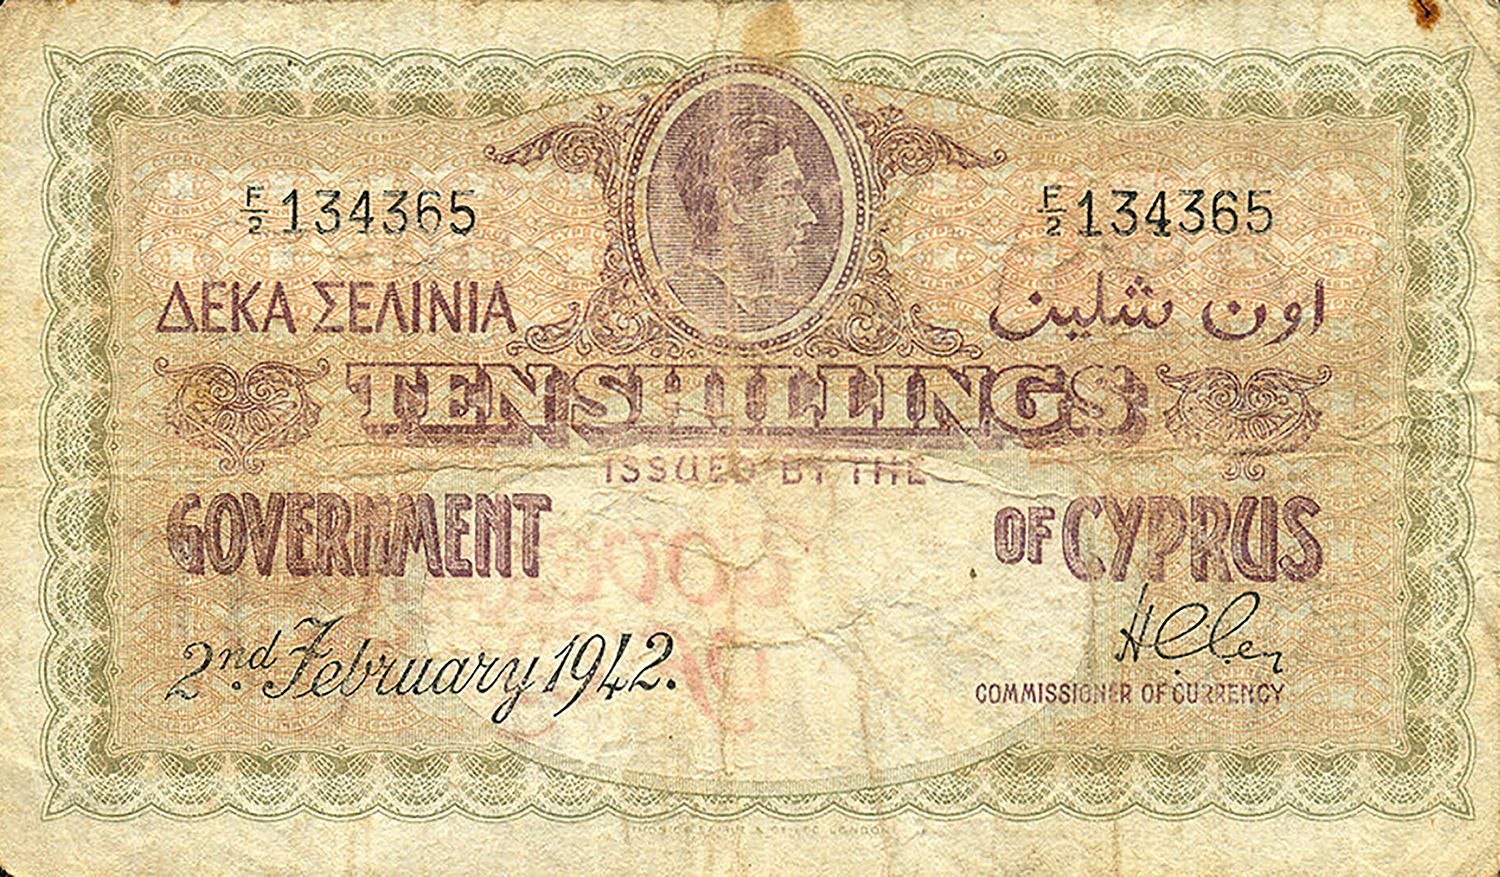 F/2 134365
F/2 134365
ΔΕΚΑ ΣΕΛΙΝΙΑ
اون شلين
TEN SHILLINGS
ISSUED BY THE
GOVERNMENT
OF CYPRUS
2nd February 1942.
COMMISSIONER OF CURRENCY